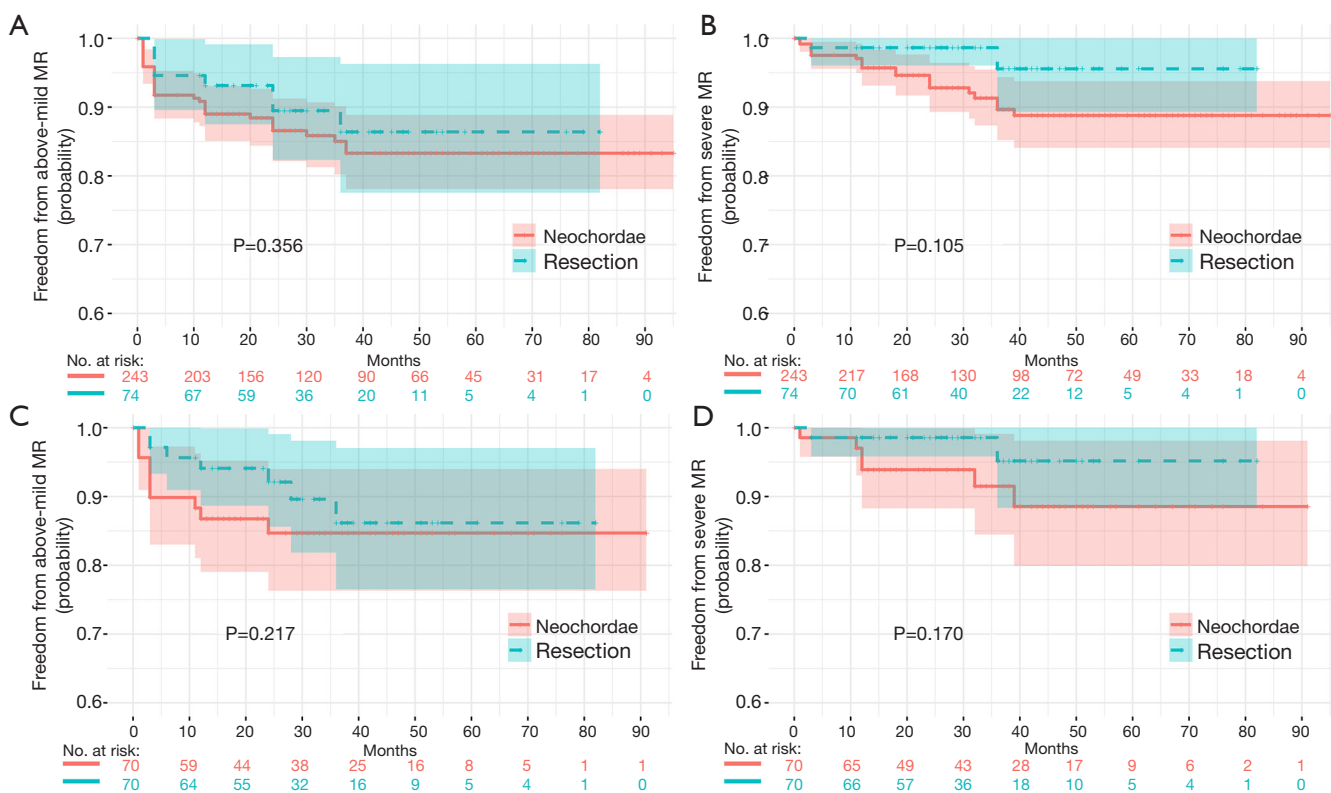 A
Freedom from above-mild MR
(probability)
1.0
0.9
0.8
0.7
0.6
P=0.356
Neochordae
Resection
0 10 20 30 40 50 60 70 80 90
No. at risk: Months
243 203 156 120 90 66 45 31 17 4
74 67 59 36 20 11 5 4 1 0
B
Freedom from severe MR
(probability)
1.0
0.9
0.8
0.7
0.6
P=0.105
Neochordae
Resection
0 10 20 30 40 50 60 70 80 90
No. at risk: Months
243 217 168 130 98 72 49 33 18 4
74 70 61 40 22 12 5 4 1 0
C
Freedom from above-mild MR
(probability)
1.0
0.9
0.8
0.7
0.6
P=0.217
Neochordae
Resection
0 10 20 30 40 50 60 70 80 90
No. at risk: Months
70 59 44 38 25 16 8 5 1 1
70 64 55 32 16 9 5 4 1 0
D
Freedom from severe MR
(probability)
1.0
0.9
0.8
0.7
0.6
P=0.170
Neochordae
Resection
0 10 20 30 40 50 60 70 80 90
No. at risk: Months
70 65 49 43 28 17 9 6 2 1
70 66 57 36 18 10 5 4 1 0